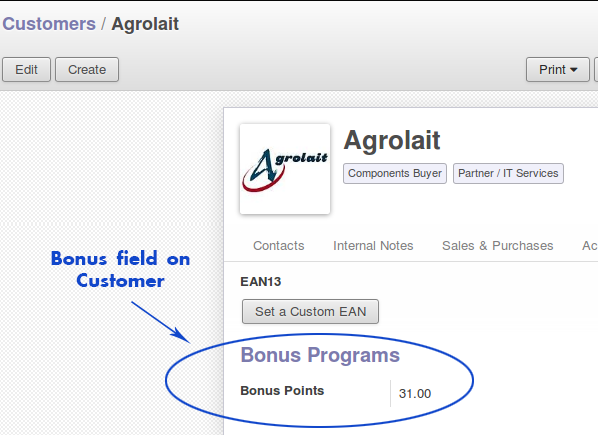 Customers / Agrolait
Edit Create Print
Agrolait
Agrolait
Components Buyer Partner / IT Services
Contacts Internal Notes Sales & Purchases Ac
Bonus field on
Customer
EAN13
Set a Custom EAN
Bonus Programs
Bonus Points 31.00